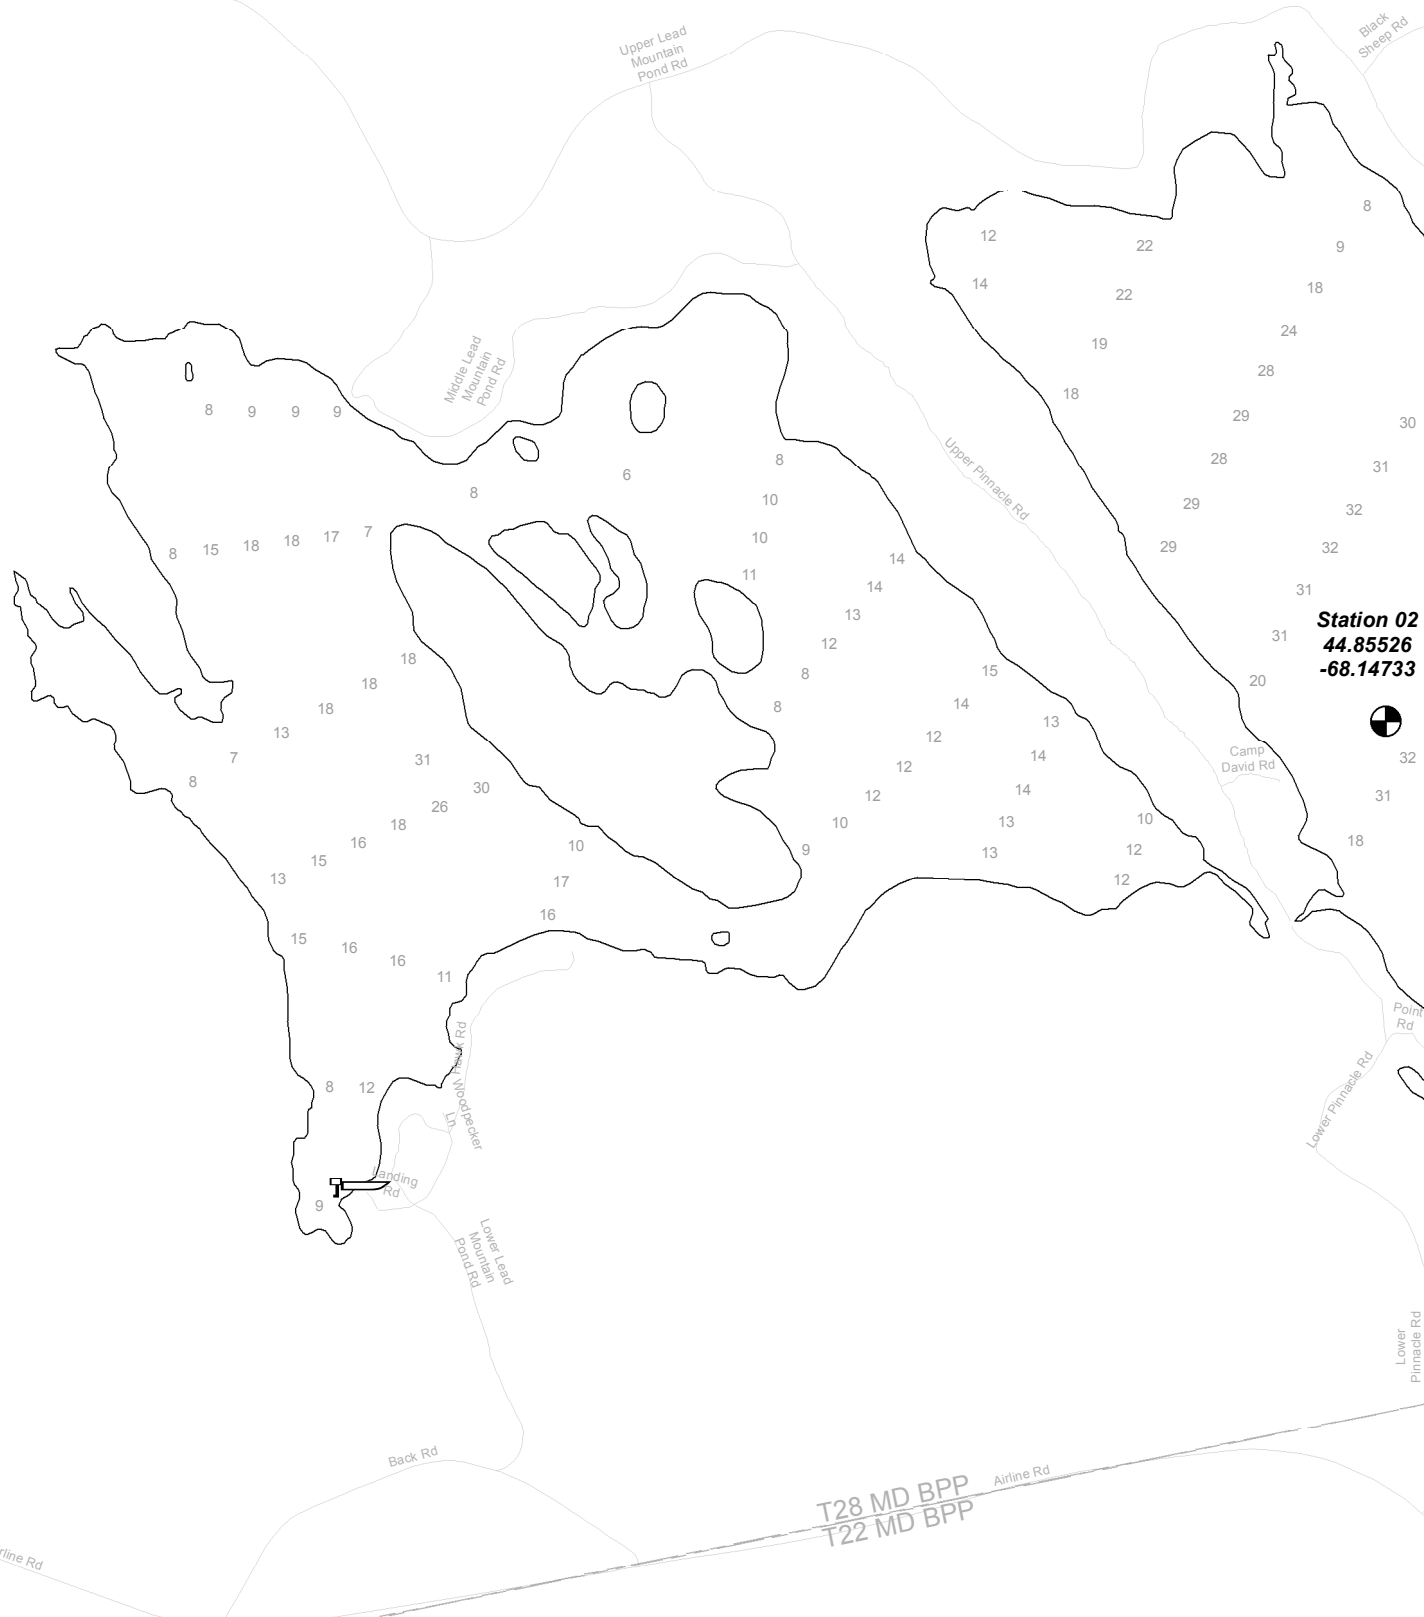 Upper Lead
Mountain
Pond Rd
Black
Sheep Rd
8
12
22
9
14
22
18
24
19
28
18
Middle Lead
Mountain
Pond Rd
8
9
9
9
29
30
Upper Pinnacle Rd
8
28
31
6
8
10
29
32
8
15
18
18
17
7
10
29
32
14
11
14
31
13
Station 02
44.85526
-68.14733
12
31
18
15
8
20
18
18
14
8
13
13
12
7
31
14
Camp
David Rd
32
8
12
30
14
12
31
26
18
10
13
10
16
10
18
15
9
13
12
13
17
12
16
15
16
16
11
Point
Rd
Hawk Rd
8
12
Woodpecker
Ln
Lower Pinnacle Rd
Landing
Rd
9
Lower Lead
Mountain
Pond Rd
Lower
Pinnacle Rd
Back Rd
Airline Rd
T28 MD BPP
T22 MD BPP
rline Rd